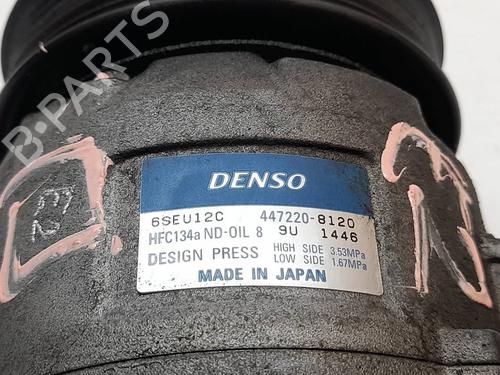 B-PARTS
DENSO
6SEU12C 447220-8120
HFC134a ND-OIL 8 9U 1446
DESIGN PRESS HIGH SIDE 3.53MPa
LOW SIDE 1.67MPa
MADE IN JAPAN